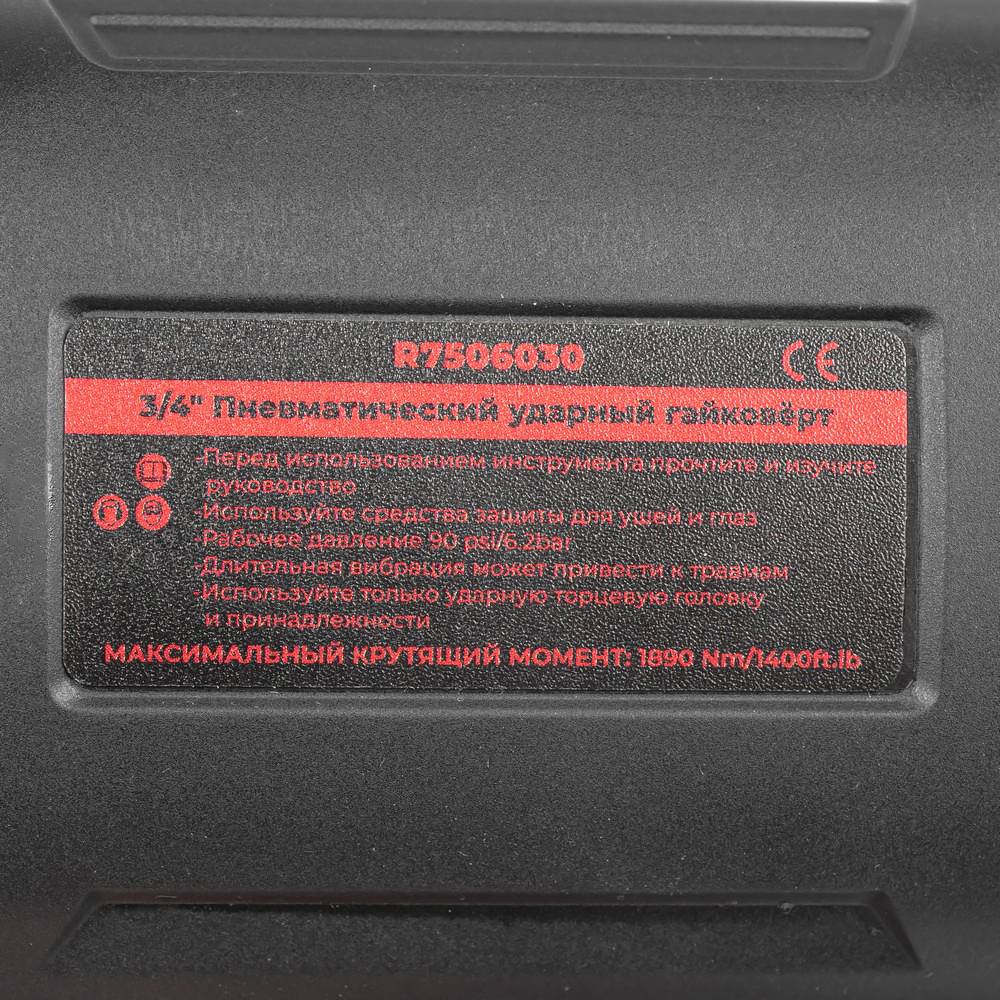 R7506030
CE
3/4" Пневматический ударный гайковёрт
-Перед использованием инструмента прочтите и изучите
руководство
-Используйте средства защиты для ушей и глаз
-Рабочее давление 90 psi/6.2bar
-Длительная вибрация может привести к травмам
-Используйте только ударную торцевую головку
и принадлежности
МАКСИМАЛЬНЫЙ КРУТЯЩИЙ МОМЕНТ: 1890 Nm/1400ft.lb